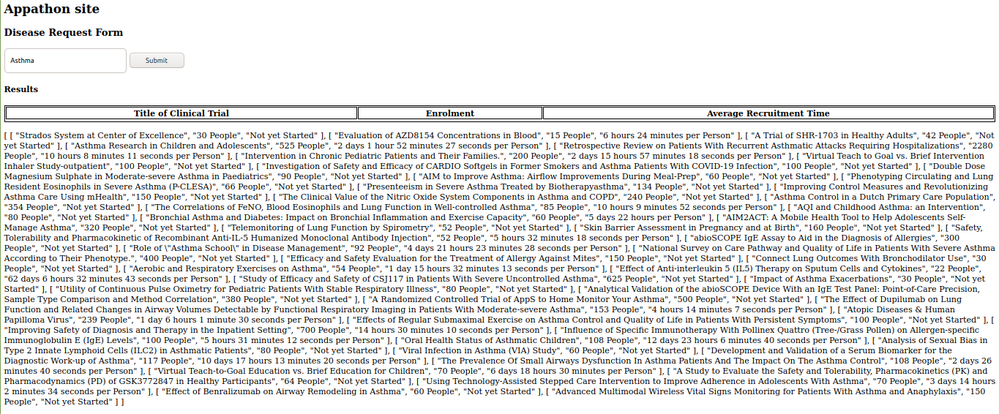 Appathon site
Disease Request Form
Asthma
Submit
Results
Title of Clinical Trial Enrolment Average Recruitment Time
[ [ "Strados System at Center of Excellence", "30 People", "Not yet Started" ], [ "Evaluation of AZD8154 Concentrations in Blood", "15 People", "6 hours 24 minutes per Person" ], [ "A Trial of SHR-1703 in Healthy Adults", "42 People", "Not
yet Started" ], [ "Asthma Research in Children and Adolescents", "525 People", "2 days 1 hour 52 minutes 27 seconds per Person" ], [ "Retrospective Review on Patients With Recurrent Asthmatic Attacks Requiring Hospitalizations", "2280
People", "10 hours 8 minutes 11 seconds per Person" ], [ "Intervention in Chronic Pediatric Patients and Their Families.", "200 People", "2 days 15 hours 57 minutes 18 seconds per Person" ], [ "Virtual Teach to Goal vs. Brief Intervention
Inhaler Study-outpatient", "100 People", "Not yet Started" ], [ "Investigation of Safety and Efficacy of CARDIO Softgels in Former Smokers and Asthma Patients With COVID-19 Infection", "100 People", "Not yet Started" ], [ "Double Dose
Magnesium Sulphate in Moderate-severe Asthma in Paediatrics", "90 People", "Not yet Started" ], [ "AIM to Improve Asthma: Airflow Improvements During Meal-Prep", "60 People", "Not yet Started" ], [ "Phenotyping Circulating and Lung
Resident Eosinophils in Severe Asthma (P-CLESA)", "66 People", "Not yet Started" ], [ "Presenteeism in Severe Asthma Treated by Biotherapyasthma", "134 People", "Not yet Started" ], [ "Improving Control Measures and Revolutionizing
Asthma Care Using mHealth", "150 People", "Not yet Started" ], [ "The Clinical Value of the Nitric Oxide System Components in Asthma and COPD", "240 People", "Not yet Started" ], [ "Asthma Control in a Dutch Primary Care Population",
"354 People", "Not yet Started" ], [ "The Correlations of FeNO, Blood Eosinophils and Lung Function in Well-controlled Asthma", "85 People", "10 hours 9 minutes 52 seconds per Person" ], [ "AQI and Childhood Asthma: an Intervention",
"80 People", "Not yet Started" ], [ "Bronchial Asthma and Diabetes: Impact on Bronchial Inflammation and Exercise Capacity", "60 People", "5 days 22 hours per Person" ], [ "AIM2ACT: A Mobile Health Tool to Help Adolescents Self-
Manage Asthma", "320 People", "Not yet Started" ], [ "Telemonitoring of Lung Function by Spirometry", "52 People", "Not yet Started" ], [ "Skin Barrier Assessment in Pregnancy and at Birth", "160 People", "Not yet Started" ], [ "Safety,
Tolerability and Pharmacokinetic of Recombinant Anti-IL-5 Humanized Monoclonal Antibody Injection", "52 People", "5 hours 32 minutes 18 seconds per Person" ], [ "abioSCOPE IgE Assay to Aid in the Diagnosis of Allergies", "300
People", "Not yet Started" ], [ "Role of \"Asthma School\" in Disease Management", "92 People", "4 days 21 hours 23 minutes 28 seconds per Person" ], [ "National Survey on Care Pathway and Quality of Life in Patients With Severe Asthma
According to Their Phenotype.", "400 People", "Not yet Started" ], [ "Efficacy and Safety Evaluation for the Treatment of Allergy Against Mites", "150 People", "Not yet Started" ], [ "Connect Lung Outcomes With Bronchodilator Use", "30
People", "Not yet Started" ], [ "Aerobic and Respiratory Exercises on Asthma", "54 People", "1 day 15 hours 32 minutes 13 seconds per Person" ], [ "Effect of Anti-interleukin 5 (IL5) Therapy on Sputum Cells and Cytokines", "22 People",
"62 days 6 hours 32 minutes 43 seconds per Person" ], [ "Study of Efficacy and Safety of CSJ117 in Patients With Severe Uncontrolled Asthma", "625 People", "Not yet Started" ], [ "Impact of Asthma Exacerbations", "30 People", "Not yet
Started" ], [ "Utility of Continuous Pulse Oximetry for Pediatric Patients With Stable Respiratory Illness", "80 People", "Not yet Started" ], [ "Analytical Validation of the abioSCOPE Device With an IgE Test Panel: Point-of-Care Precision,
Sample Type Comparison and Method Correlation", "380 People", "Not yet Started" ], [ "A Randomized Controlled Trial of AppS to Home Monitor Your Asthma", "500 People", "Not yet Started" ], [ "The Effect of Dupilumab on Lung
Function and Related Changes in Airway Volumes Detectable by Functional Respiratory Imaging in Patients With Moderate-severe Asthma", "153 People", "4 hours 14 minutes 7 seconds per Person" ], [ "Atopic Diseases & Human
Papilloma Virus", "239 People", "1 day 6 hours 1 minute 30 seconds per Person" ], [ "Effects of Regular Submaximal Exercise on Asthma Control and Quality of Life in Patients With Persistent Symptoms", "100 People", "Not yet Started" ], [
"Improving Safety of Diagnosis and Therapy in the Inpatient Setting", "700 People", "14 hours 30 minutes 10 seconds per Person" ], [ "Influence of Specific Immunotherapy With Pollinex Quattro (Tree-/Grass Pollen) on Allergen-specific
Immunoglobulin E (IgE) Levels", "100 People", "5 hours 31 minutes 12 seconds per Person" ], [ "Oral Health Status of Asthmatic Children", "108 People", "12 days 23 hours 6 minutes 40 seconds per Person" ], [ "Analysis of Sexual Bias in
Type 2 Innate Lymphoid Cells (ILC2) in Asthmatic Patients", "80 People", "Not yet Started" ], [ "Viral Infection in Asthma (VIA) Study", "60 People", "Not yet Started" ], [ "Development and Validation of a Serum Biomarker for the
Diagnostic Work-up of Asthma", "117 People", "10 days 17 hours 13 minutes 20 seconds per Person" ], [ "The Prevalence Of Small Airways Dysfunction In Asthma Patients And The Impact On The Asthma Control", "108 People", "2 days 26
minutes 40 seconds per Person" ], [ "Virtual Teach-to-Goal Education vs. Brief Education for Children", "70 People", "6 days 18 hours 30 minutes per Person" ], [ "A Study to Evaluate the Safety and Tolerability, Pharmacokinetics (PK) and
Pharmacodynamics (PD) of GSK3772847 in Healthy Participants", "64 People", "Not yet Started" ], [ "Using Technology-Assisted Stepped Care Intervention to Improve Adherence in Adolescents With Asthma", "70 People", "3 days 14 hours
2 minutes 34 seconds per Person" ], [ "Effect of Benralizumab on Airway Remodeling in Asthma", "60 People", "Not yet Started" ], [ "Advanced Multimodal Wireless Vital Signs Monitoring for Patients With Asthma and Anaphylaxis", "150
People", "Not yet Started" ] ]